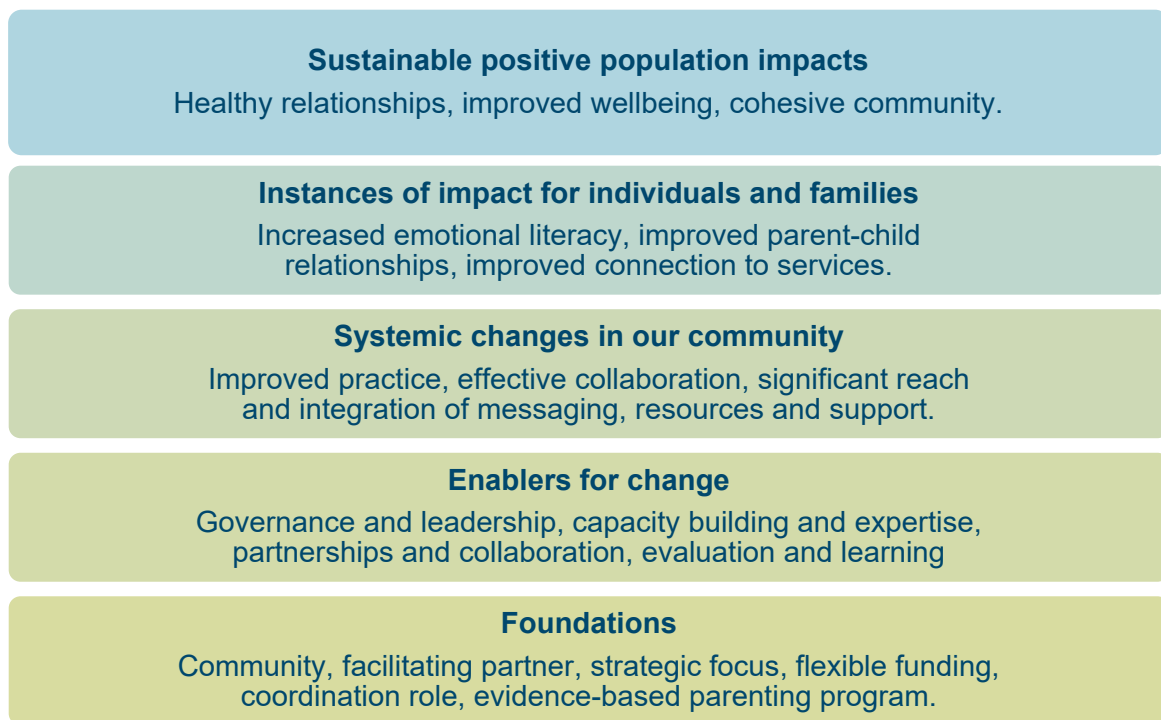 Sustainable positive population impacts
Healthy relationships, improved wellbeing, cohesive community.
Instances of impact for individuals and families
Increased emotional literacy, improved parent-child
relationships, improved connection to services.
Systemic changes in our community
Improved practice, effective collaboration, significant reach
and integration of messaging, resources and support.
Enablers for change
Governance and leadership, capacity building and expertise,
partnerships and collaboration, evaluation and learning
Foundations
Community, facilitating partner, strategic focus, flexible funding,
coordination role, evidence-based parenting program.